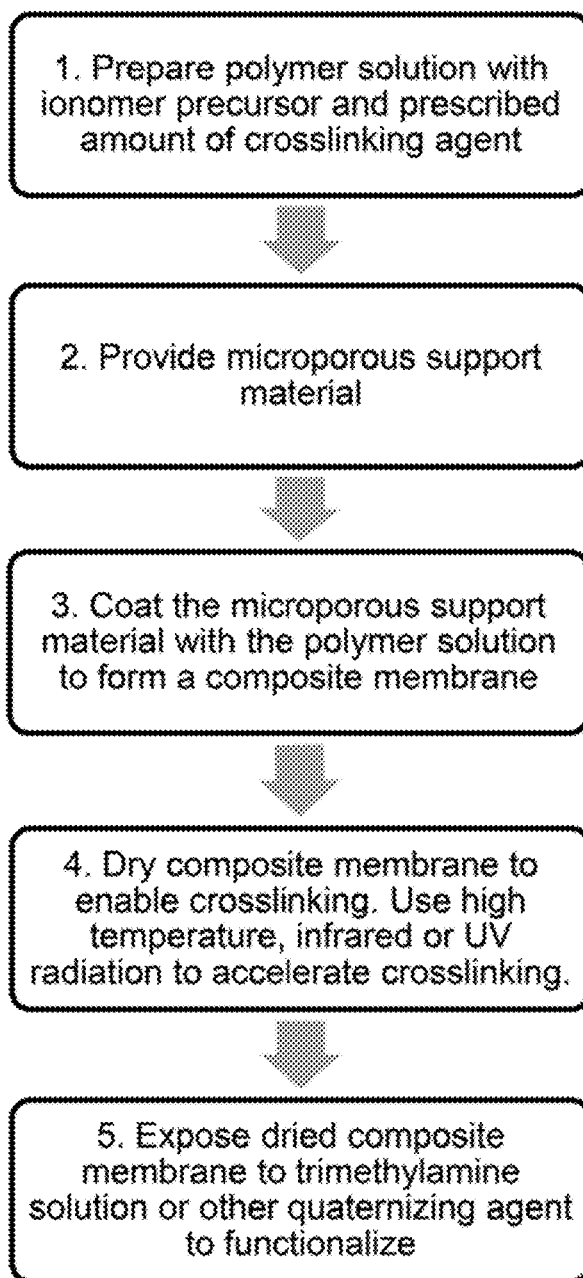 1. Prepare polymer solution with
ionomer precursor and prescribed
amount of crosslinking agent
2. Provide microporous support
material
3. Coat the microporous support
material with the polymer solution
to form a composite membrane
4. Dry composite membrane to
enable crosslinking. Use high
temperature, infrared or UV
radiation to accelerate crosslinking.
5. Expose dried composite
membrane to trimethylamine
solution or other quaternizing agent
to functionalize